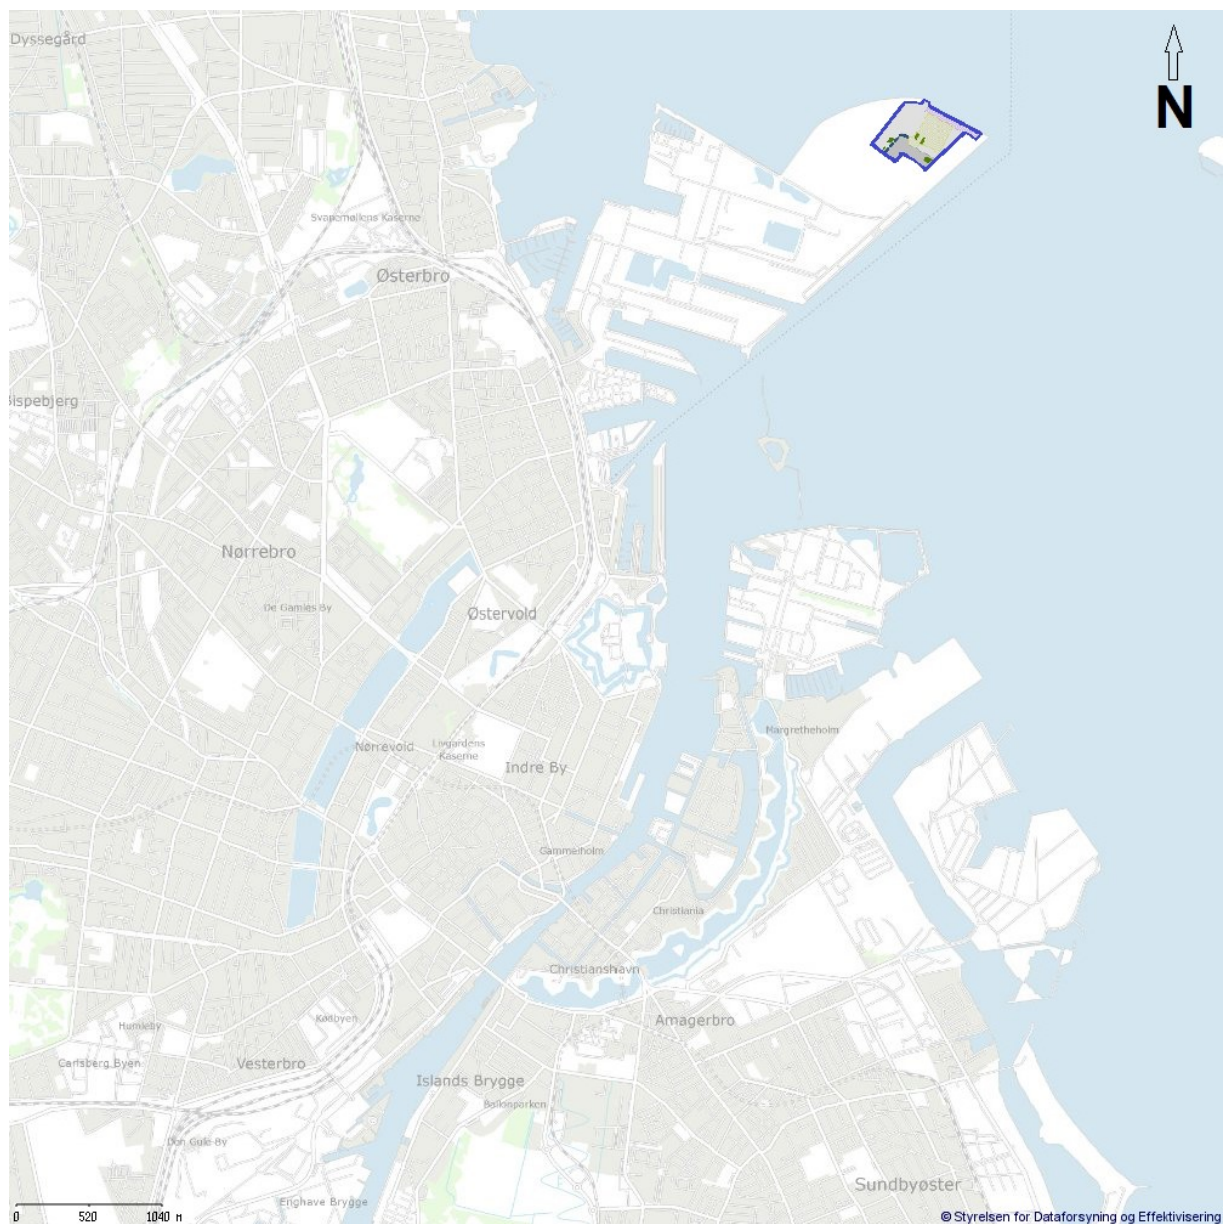 Dyssegård
N
Svanemøllens Kaserne
Østerbro
Bispebjerg
Nørrebro
De Gamles By
Østervold
Margretheholm
Nørrevold
Livgardens
Kaserne
Indre By
Gammelholm
Christiania
Christianshavn
Amagerbro
Humleby
Kødbyen
Carlsberg Byen
Vesterbro
Islands Brygge
Ballonparken
Den Gule By
Sundbyøster
Enghave Brygge
0 520 1040 M
© Styrelsen for Dataforsyning og Effektivisering